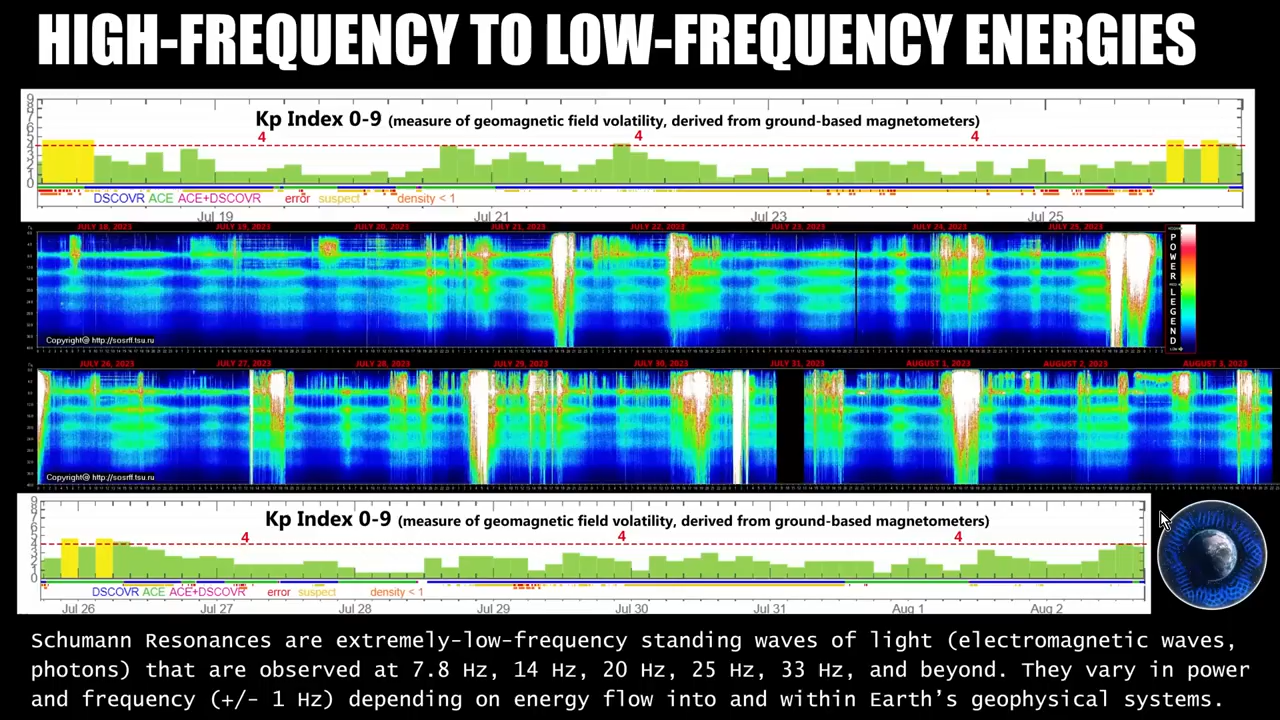 HIGH-FREQUENCY TO LOW-FREQUENCY ENERGIES
Kp Index 0-9 (measure of geomagnetic field volatility, derived from ground-based magnetometers)
4 4 4
DSCOVR ACE ACE+DSCOVR error suspect density < 1
Jul 19 Jul 21 Jul 23 Jul 25
JULY 18, 2023 JULY 19, 2023 JULY 20, 2023 JULY 21, 2023 JULY 22, 2023 JULY 23, 2023 JULY 24, 2023 JULY 25, 2023
POWER LEGEND
Copyright@ http://sosrff.tsu.ru
JULY 26, 2023 JULY 27, 2023 JULY 28, 2023 JULY 29, 2023 JULY 30, 2023 JULY 31, 2023 AUGUST 1, 2023 AUGUST 2, 2023 AUGUST 3, 2023
Copyright@ http://sosrff.tsu.ru
Kp Index 0-9 (measure of geomagnetic field volatility, derived from ground-based magnetometers)
4 4 4
DSCOVR ACE ACE+DSCOVR error suspect density < 1
Jul 26 Jul 27 Jul 28 Jul 29 Jul 30 Jul 31 Aug 1 Aug 2
Schumann Resonances are extremely-low-frequency standing waves of light (electromagnetic waves,
photons) that are observed at 7.8 Hz, 14 Hz, 20 Hz, 25 Hz, 33 Hz, and beyond. They vary in power
and frequency (+/- 1 Hz) depending on energy flow into and within Earth's geophysical systems.